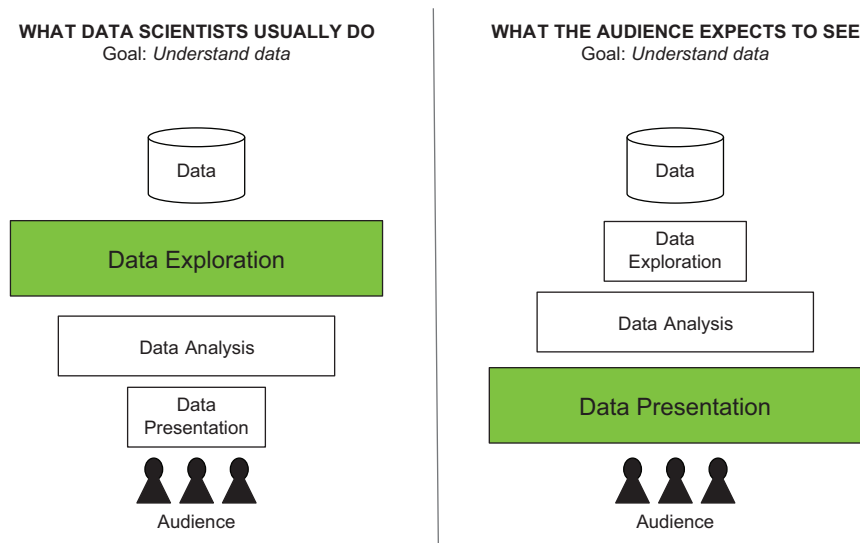 WHAT DATA SCIENTISTS USUALLY DO
Goal: Understand data
Data
Data Exploration
Data Analysis
Data
Presentation
Audience
WHAT THE AUDIENCE EXPECTS TO SEE
Goal: Understand data
Data
Data
Exploration
Data Analysis
Data Presentation
Audience